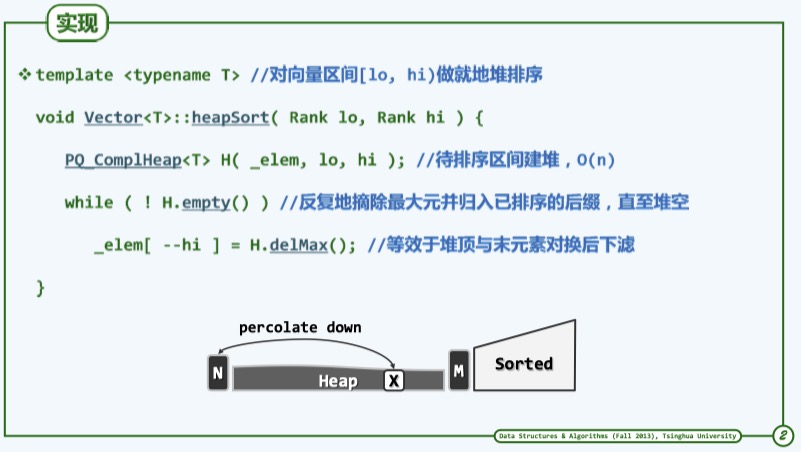 实现
❖template <typename T> //对向量区间[lo, hi)做就地堆排序
void Vector<T>::heapSort( Rank lo, Rank hi ) {
PQ_ComplHeap<T> H( _elem, lo, hi ); //待排序区间建堆，O(n)
while ( ! H.empty() ) //反复地摘除最大元并归入已排序的后缀，直至堆空
_elem[ --hi ] = H.delMax(); //等效于堆顶与末元素对换后下滤
}
percolate down
N Heap X M Sorted
Data Structures & Algorithms (Fall 2013), Tsinghua University 2